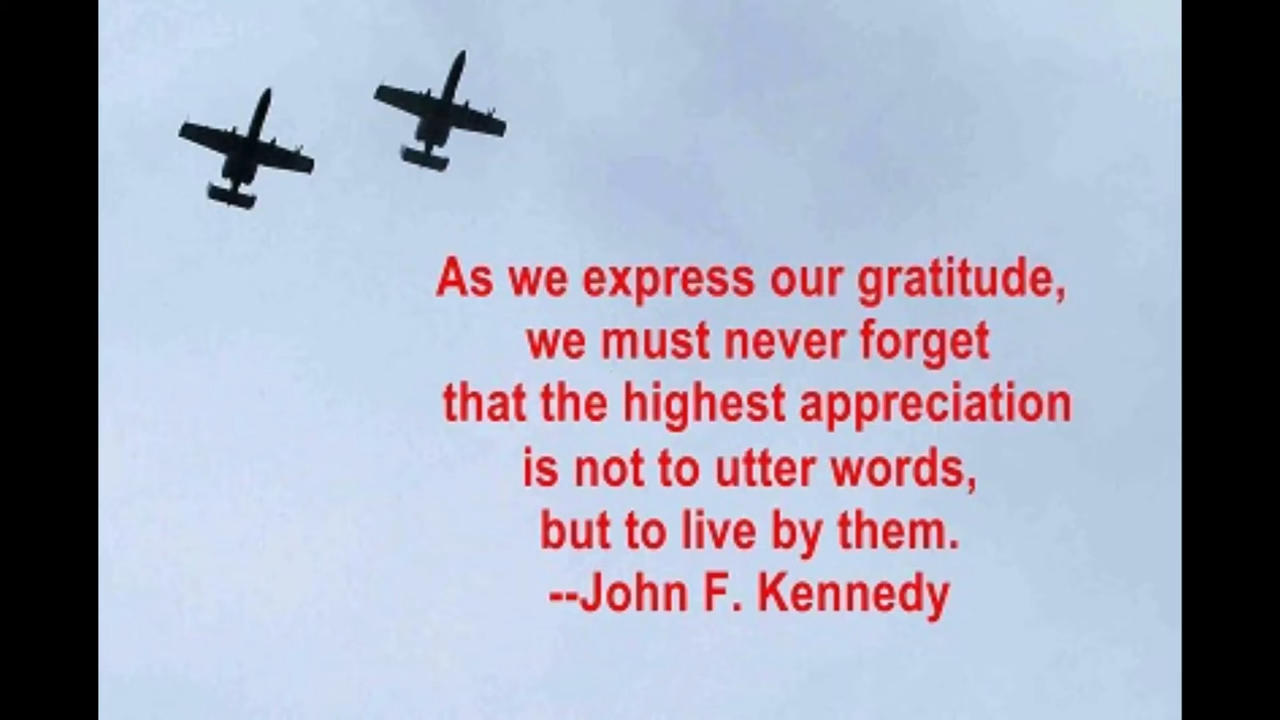 As we express our gratitude,
we must never forget
that the highest appreciation
is not to utter words,
but to live by them.
--John F. Kennedy